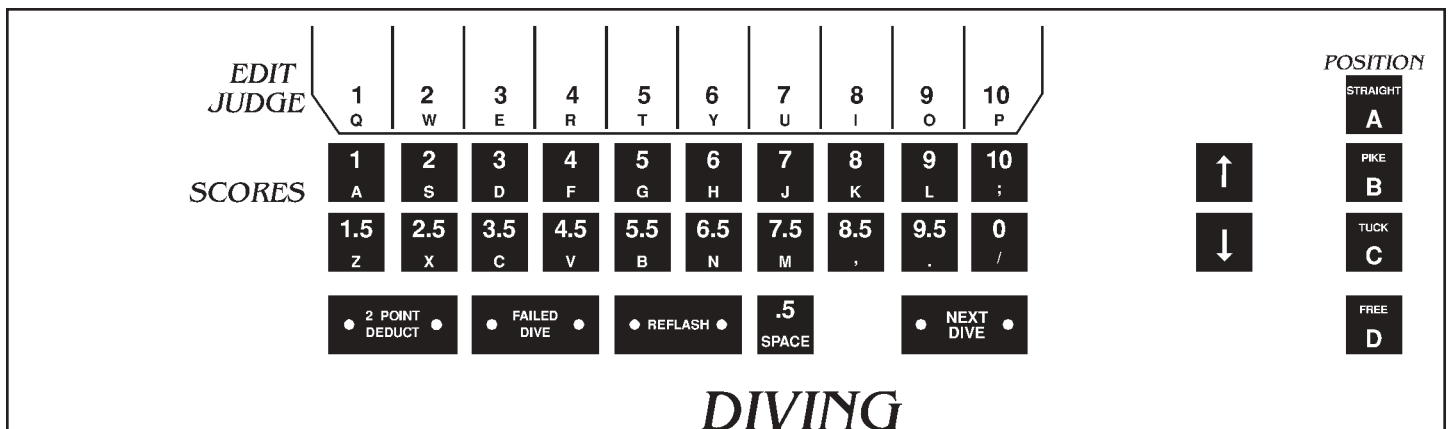 POSITION
EDIT
JUDGE
1 2 3 4 5 6 7 8 9 10
Q W E R T Y U I O P
STRAIGHT
A
SCORES
1 2 3 4 5 6 7 8 9 10
A S D F G H J K L ;
↑
PIKE
B
1.5 2.5 3.5 4.5 5.5 6.5 7.5 8.5 9.5 0
Z X C V B N M , . /
↓
TUCK
C
2 POINT
DEDUCT
FAILED
DIVE
REFLASH
.5
SPACE
NEXT
DIVE
FREE
D
DIVING